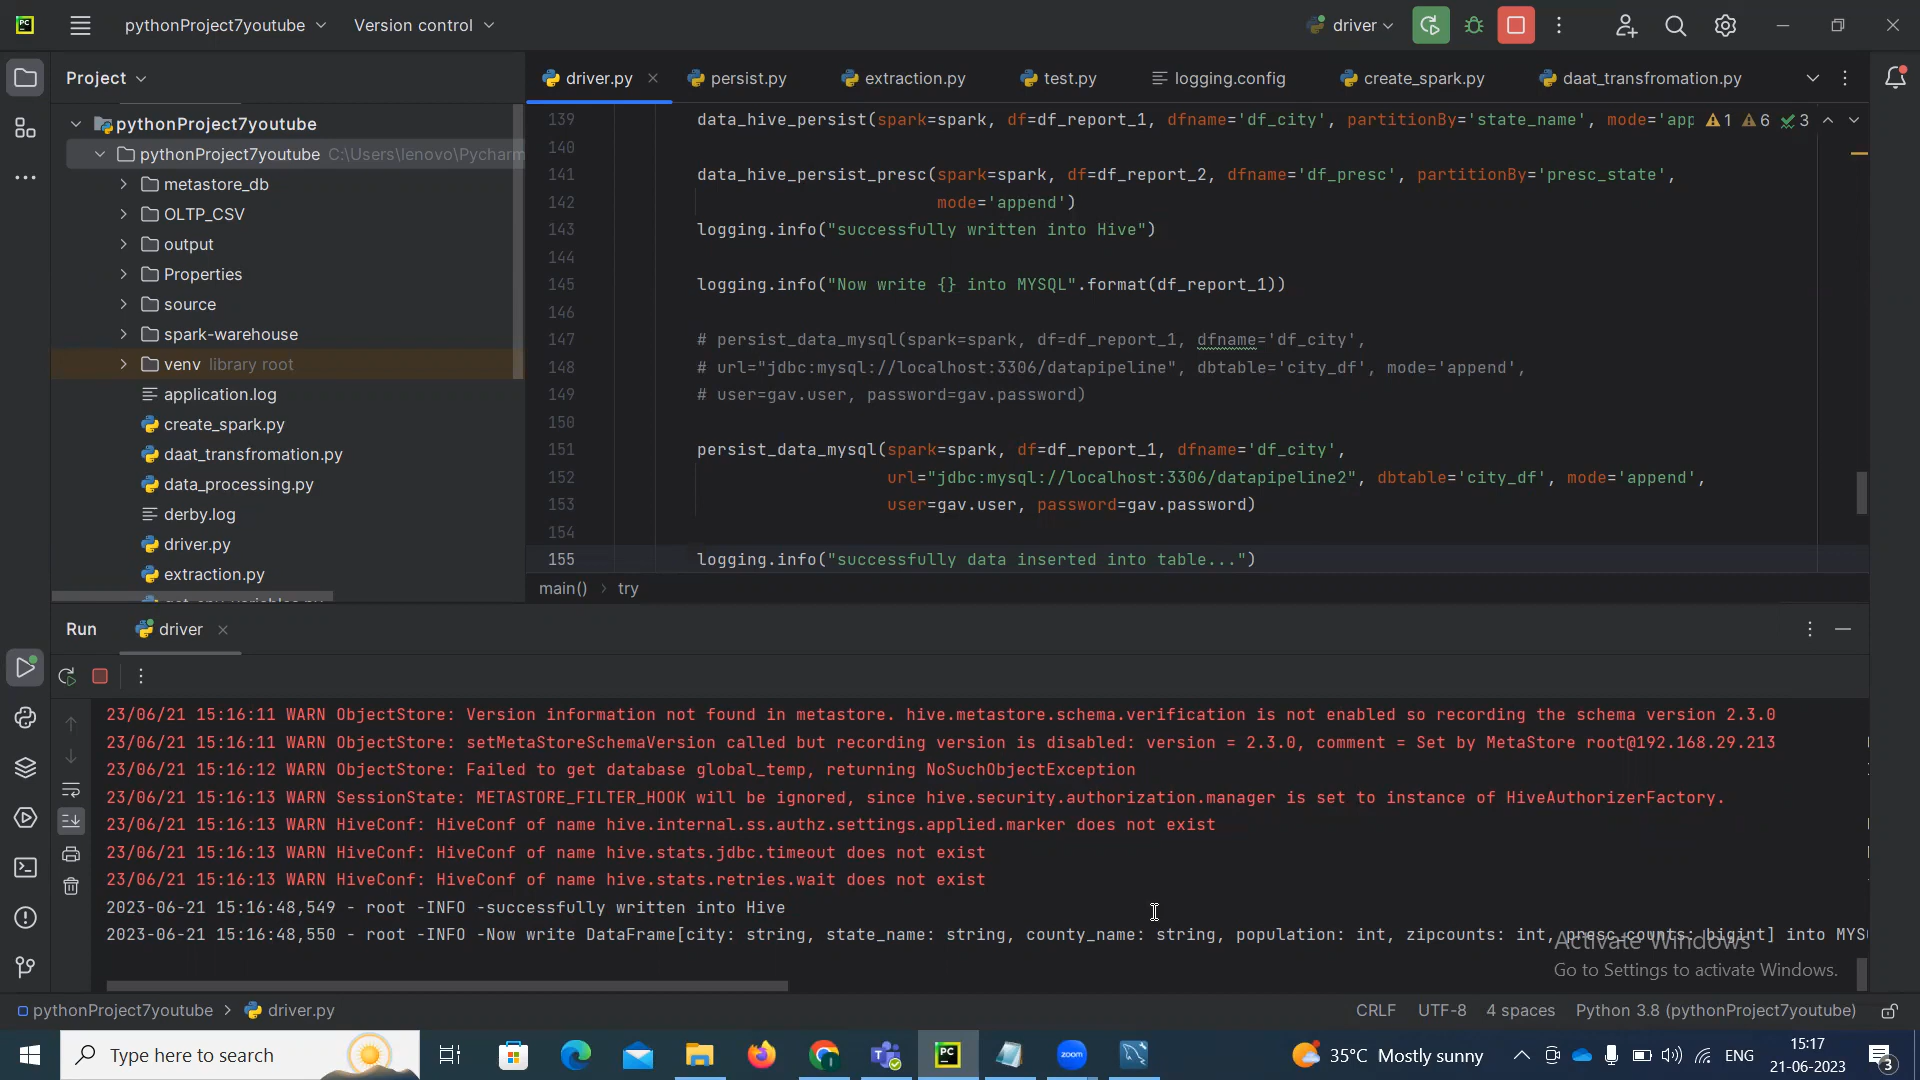 PC
pythonProject7youtube
Version control
driver
Project
driver.py
persist.py
extraction.py
test.py
logging.config
create_spark.py
daat_transfromation.py
pythonProject7youtube
pythonProject7youtube C:\Users\lenovo\Pycharm
metastore_db
OLTP_CSV
output
Properties
source
spark-warehouse
venv library root
application.log
create_spark.py
daat_transfromation.py
data_processing.py
derby.log
driver.py
extraction.py
139 data_hive_persist(spark=spark, df=df_report_1, dfname='df_city', partitionBy='state_name', mode='app 1 6 3
140
141 data_hive_persist_presc(spark=spark, df=df_report_2, dfname='df_presc', partitionBy='presc_state',
142 mode='append')
143 logging.info("successfully written into Hive")
144
145 logging.info("Now write {} into MYSQL".format(df_report_1))
146
147 # persist_data_mysql(spark=spark, df=df_report_1, dfname='df_city',
148 # url="jdbc:mysql://localhost:3306/datapipeline", dbtable='city_df', mode='append',
149 # user=gav.user, password=gav.password)
150
151 persist_data_mysql(spark=spark, df=df_report_1, dfname='df_city',
152 url="jdbc:mysql://localhost:3306/datapipeline2", dbtable='city_df', mode='append',
153 user=gav.user, password=gav.password)
154
155 logging.info("successfully data inserted into table...")
main() › try
Run
driver
23/06/21 15:16:11 WARN ObjectStore: Version information not found in metastore. hive.metastore.schema.verification is not enabled so recording the schema version 2.3.0
23/06/21 15:16:11 WARN ObjectStore: setMetaStoreSchemaVersion called but recording version is disabled: version = 2.3.0, comment = Set by MetaStore root@192.168.29.213
23/06/21 15:16:12 WARN ObjectStore: Failed to get database global_temp, returning NoSuchObjectException
23/06/21 15:16:13 WARN SessionState: METASTORE_FILTER_HOOK will be ignored, since hive.security.authorization.manager is set to instance of HiveAuthorizerFactory.
23/06/21 15:16:13 WARN HiveConf: HiveConf of name hive.internal.ss.authz.settings.applied.marker does not exist
23/06/21 15:16:13 WARN HiveConf: HiveConf of name hive.stats.jdbc.timeout does not exist
23/06/21 15:16:13 WARN HiveConf: HiveConf of name hive.stats.retries.wait does not exist
2023-06-21 15:16:48,549 - root -INFO -successfully written into Hive
2023-06-21 15:16:48,550 - root -INFO -Now write DataFrame[city: string, state_name: string, county_name: string, population: int, zipcounts: int, presc_counts: bigint] into MYS
Activate Windows
Go to Settings to activate Windows.
pythonProject7youtube › driver.py
CRLF UTF-8 4 spaces Python 3.8 (pythonProject7youtube)
Type here to search
PC
zoom
35°C Mostly sunny
ENG
15:17
21-06-2023
3